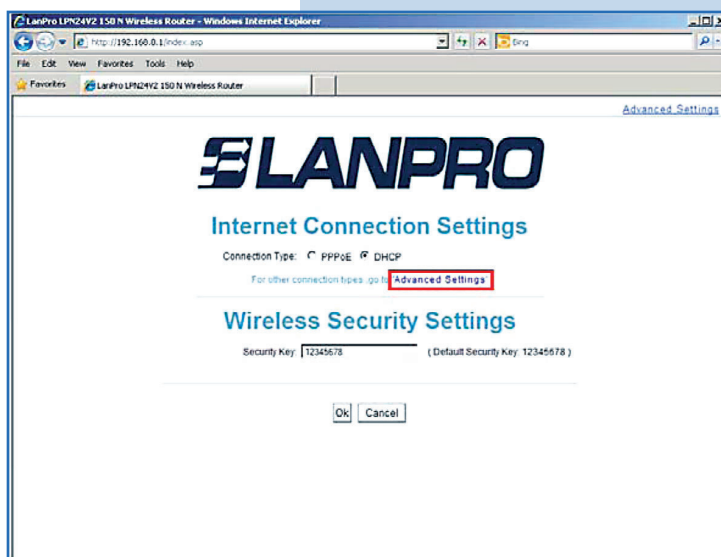 LanPro LPN24V2 150 N Wireless Router - Windows Internet Explorer
http://192.168.0.1/index.asp
Bing
File Edit View Favorites Tools Help
Favorites LanPro LPN24V2 150 N Wireless Router
Advanced Settings
LANPRO
Internet Connection Settings
Connection Type: PPPoE DHCP
For other connection types ,go to 'Advanced Settings'
Wireless Security Settings
Security Key: 12345678 ( Default Security Key: 12345678 )
Ok Cancel